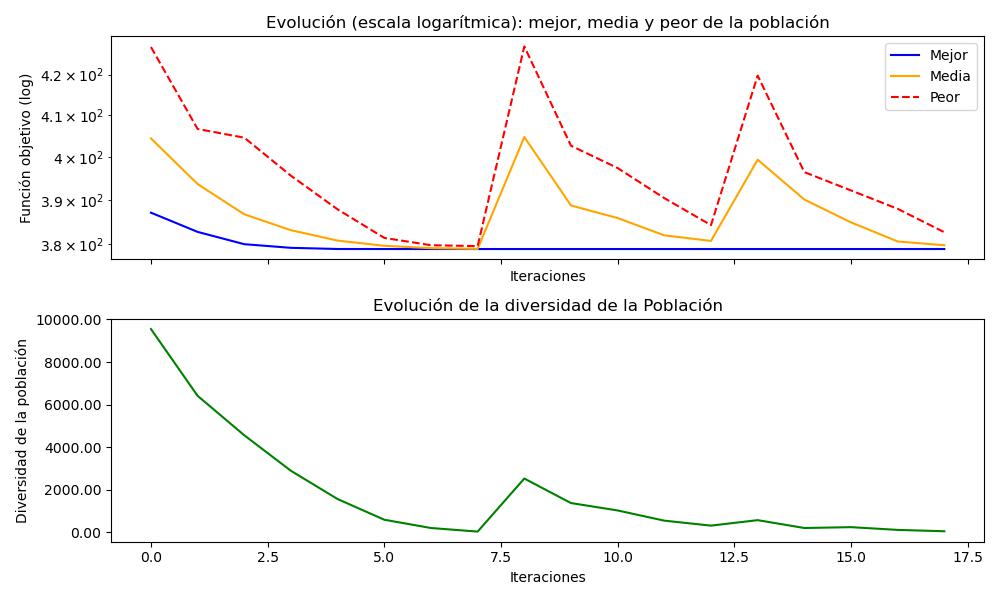 Evolución (escala logarítmica): mejor, media y peor de la población
Función objetivo (log)
4.2 × 10²
4.1 × 10²
4 × 10²
3.9 × 10²
3.8 × 10²
Mejor
Media
Peor
Iteraciones
Evolución de la diversidad de la Población
Diversidad de la población
10000.00
8000.00
6000.00
4000.00
2000.00
0.00
0.0 2.5 5.0 7.5 10.0 12.5 15.0 17.5
Iteraciones